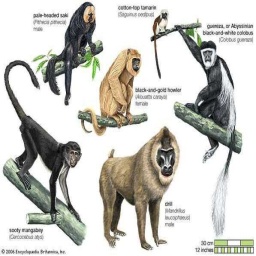 cotton-top tamarin
(Saguinus oedipus)
pale-headed saki
(Pithecia pithecia)
male
guereza, or Abyssinian
black-and-white colobus
(Colobus guereza)
black-and-gold howler
(Alouatta caraya)
female
sooty mangabey
(Cercocebus atys)
drill
(Mandrillus
leucophaeus)
male
30 cm
12 inches
© 2006 Encyclopædia Britannica, Inc.